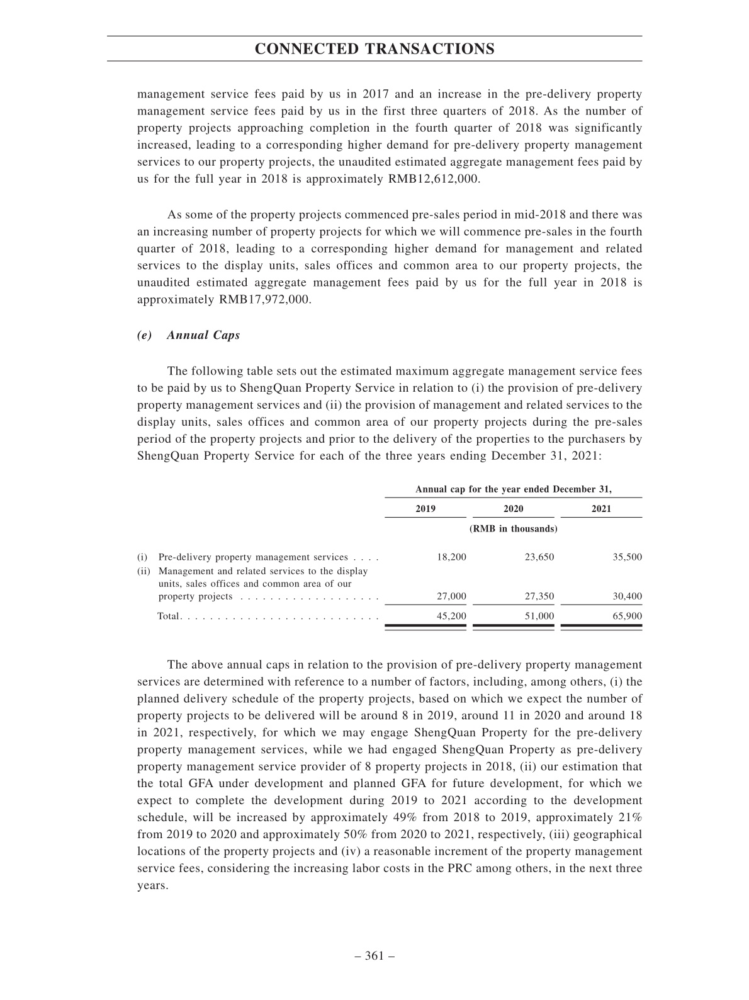 CONNECTED TRANSACTIONS
management service fees paid by us in 2017 and an increase in the pre-delivery property
management service fees paid by us in the first three quarters of 2018. As the number of
property projects approaching completion in the fourth quarter of 2018 was significantly
increased, leading to a corresponding higher demand for pre-delivery property management
services to our property projects, the unaudited estimated aggregate management fees paid by
us for the full year in 2018 is approximately RMB12,612,000.
As some of the property projects commenced pre-sales period in mid-2018 and there was
an increasing number of property projects for which we will commence pre-sales in the fourth
quarter of 2018, leading to a corresponding higher demand for management and related
services to the display units, sales offices and common area to our property projects, the
unaudited estimated aggregate management fees paid by us for the full year in 2018 is
approximately RMB17,972,000.
(e) Annual Caps
The following table sets out the estimated maximum aggregate management service fees
to be paid by us to ShengQuan Property Service in relation to (i) the provision of pre-delivery
property management services and (ii) the provision of management and related services to the
display units, sales offices and common area of our property projects during the pre-sales
period of the property projects and prior to the delivery of the properties to the purchasers by
ShengQuan Property Service for each of the three years ending December 31, 2021:
Annual cap for the year ended December 31,
2019 2020 2021
(RMB in thousands)
(i) Pre-delivery property management services . . . . 18,200 23,650 35,500
(ii) Management and related services to the display
units, sales offices and common area of our
property projects . . . . . . . . . . . . . . . . . . . 27,000 27,350 30,400
Total. . . . . . . . . . . . . . . . . . . . . . . . . . . 45,200 51,000 65,900
The above annual caps in relation to the provision of pre-delivery property management
services are determined with reference to a number of factors, including, among others, (i) the
planned delivery schedule of the property projects, based on which we expect the number of
property projects to be delivered will be around 8 in 2019, around 11 in 2020 and around 18
in 2021, respectively, for which we may engage ShengQuan Property for the pre-delivery
property management services, while we had engaged ShengQuan Property as pre-delivery
property management service provider of 8 property projects in 2018, (ii) our estimation that
the total GFA under development and planned GFA for future development, for which we
expect to complete the development during 2019 to 2021 according to the development
schedule, will be increased by approximately 49% from 2018 to 2019, approximately 21%
from 2019 to 2020 and approximately 50% from 2020 to 2021, respectively, (iii) geographical
locations of the property projects and (iv) a reasonable increment of the property management
service fees, considering the increasing labor costs in the PRC among others, in the next three
years.
– 361 –